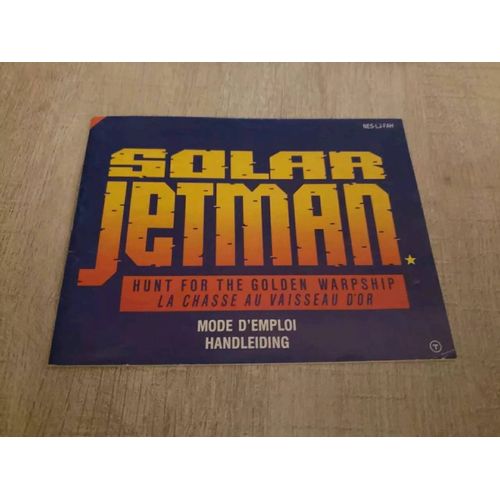 NES-LJ-FAH
SOLAR
JETMAN
HUNT FOR THE GOLDEN WARPSHIP
LA CHASSE AU VAISSEAU D'OR
MODE D'EMPLOI
HANDLEIDING
T